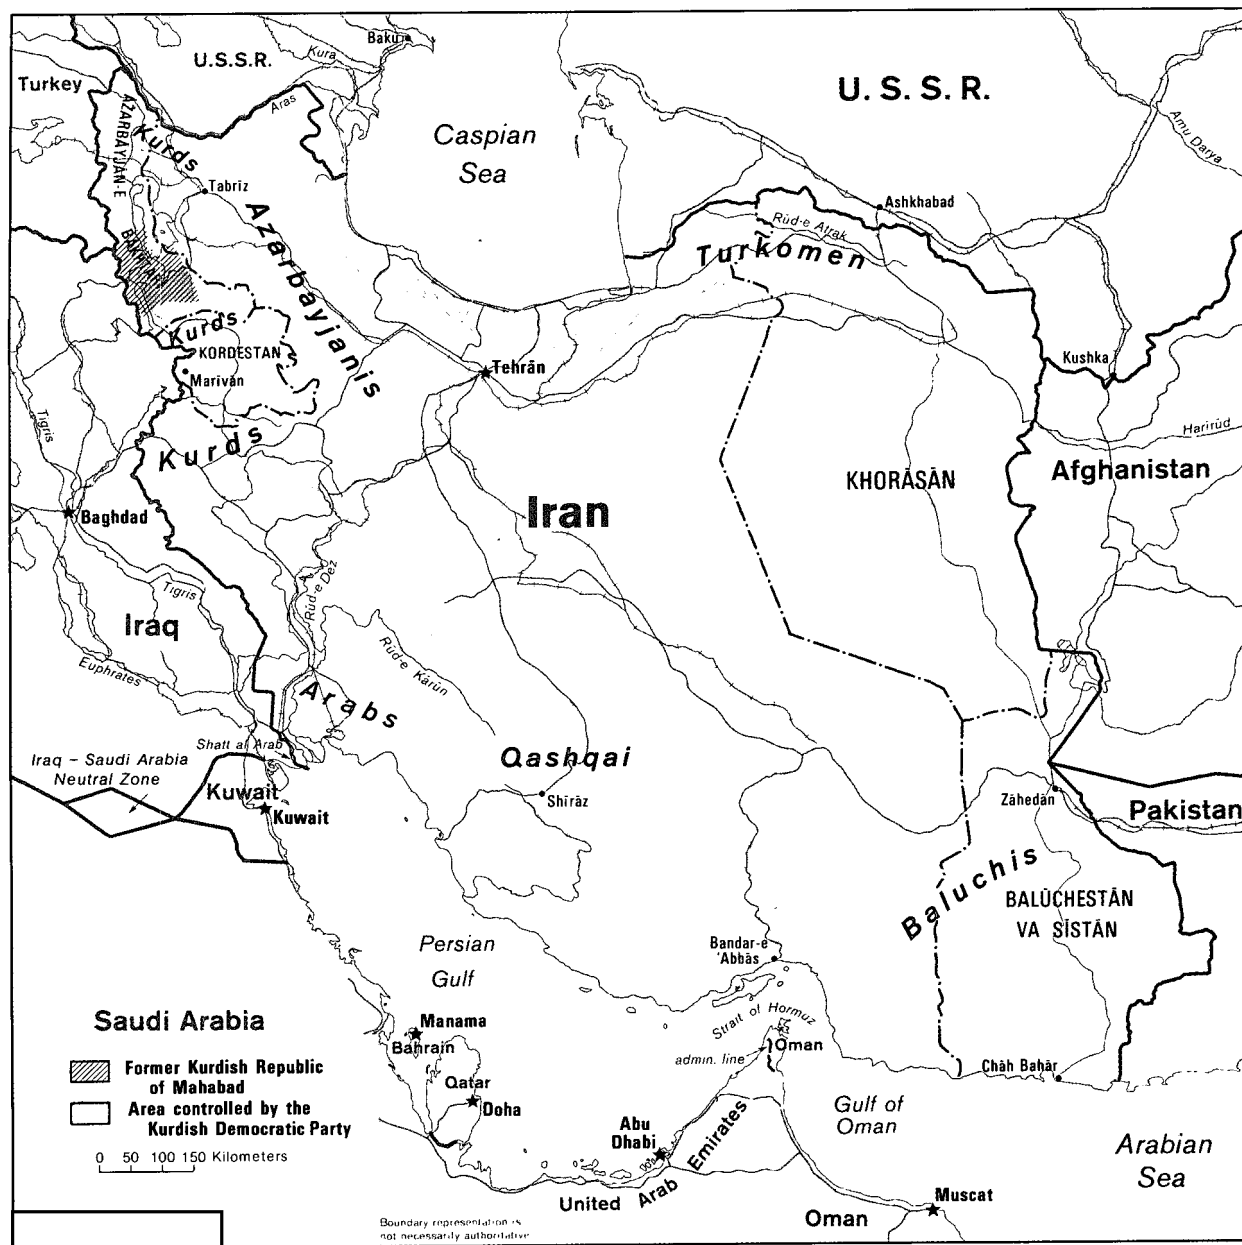 Baku
Kura
U.S.S.R.
U.S.S.R.
Turkey
Aras
Caspian
Sea
Amu Darya
AZARBAYJAN-E
Kurds
Tabrīz
Ashkhabad
Rūd-e Atrak
Turkomen
Azarbayjanis
Kurds
KORDESTAN
Marīvān
Tehrān
Kushka
Tigris
Harirūd
Kurds
Afghanistan
KHORĀSĀN
Iran
Baghdad
Tigris
Rūd-e Dez
Iraq
Euphrates
Rūd-e Kārūn
Arabs
Shatt al Arab
Iraq – Saudi Arabia
Neutral Zone
Qashqai
Kuwait
Kuwait
Shīrāz
Zāhedān
Pakistan
Baluchis
BALŪCHESTĀN
VA SĪSTĀN
Persian
Gulf
Bandar-e
'Abbās
Strait of Hormuz
Saudi Arabia
Manama
Bahrain
admin. line
Oman
Former Kurdish Republic
of Mahabad
Chāh Bahār
Qatar
Doha
Area controlled by the
Kurdish Democratic Party
Gulf of
Oman
Abu
Dhabi
0 50 100 150 Kilometers
Arabian
Sea
United Arab Emirates
Muscat
Oman
Boundary representation is
not necessarily authoritative